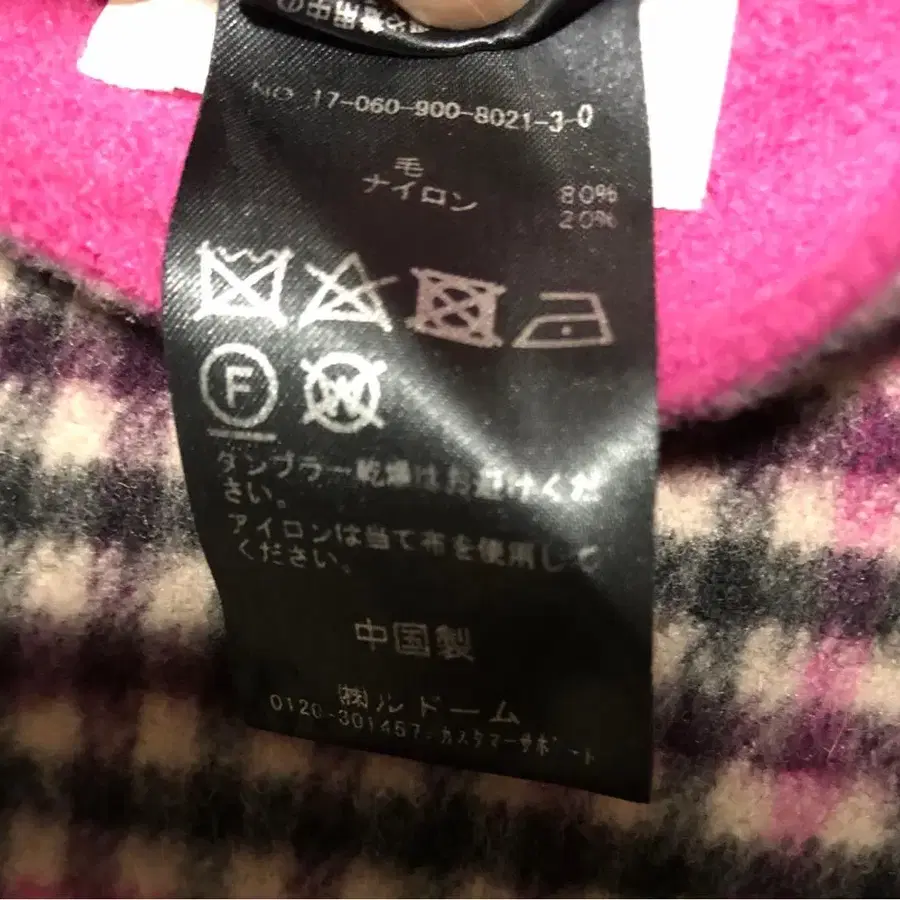 NO 17-060-900-8021-3-0
毛 80%
ナイロン 20%
F W
タンブラー乾燥はお避けくだ
さい。
アイロンは当て布を使用して
ください。
中国製
㈱ルドーム
0120-301457:カスタマーサポート